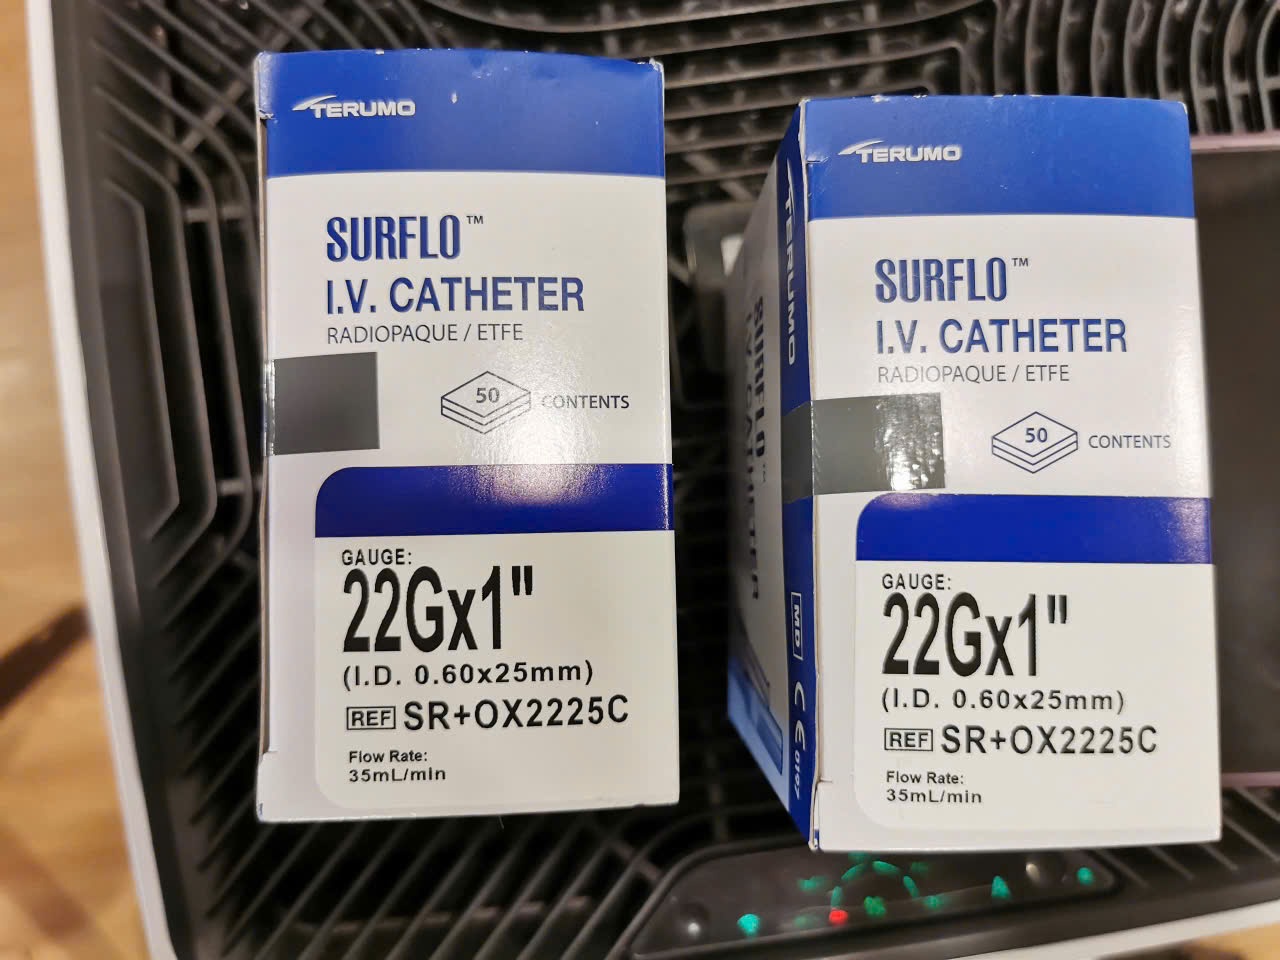 TERUMO
SURFLO™
I.V. CATHETER
RADIOPAQUE / ETFE
50 CONTENTS
GAUGE:
22Gx1"
(I.D. 0.60x25mm)
REF SR+OX2225C
Flow Rate:
35mL/min
TERUMO
SURFLO™
I.V. CATHETER
MD CE 0197
TERUMO
SURFLO™
I.V. CATHETER
RADIOPAQUE / ETFE
50 CONTENTS
GAUGE:
22Gx1"
(I.D. 0.60x25mm)
REF SR+OX2225C
Flow Rate:
35mL/min